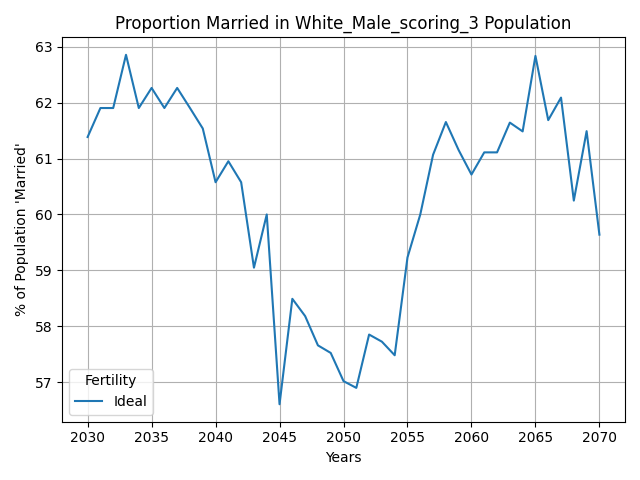 Proportion Married in White_Male_scoring_3 Population
% of Population 'Married'
63
62
61
60
59
58
57
Fertility
Ideal
2030 2035 2040 2045 2050 2055 2060 2065 2070
Years